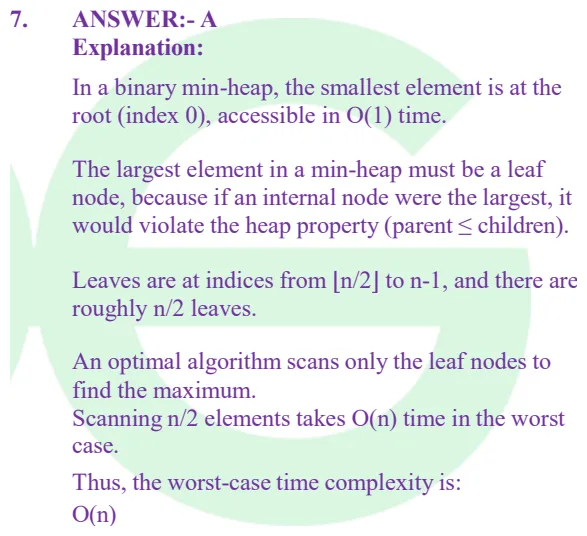 7. ANSWER:- A
Explanation:
In a binary min-heap, the smallest element is at the
root (index 0), accessible in O(1) time.
The largest element in a min-heap must be a leaf
node, because if an internal node were the largest, it
would violate the heap property (parent ≤ children).
Leaves are at indices from ⌊n/2⌋ to n-1, and there are
roughly n/2 leaves.
An optimal algorithm scans only the leaf nodes to
find the maximum.
Scanning n/2 elements takes O(n) time in the worst
case.
Thus, the worst-case time complexity is:
O(n)